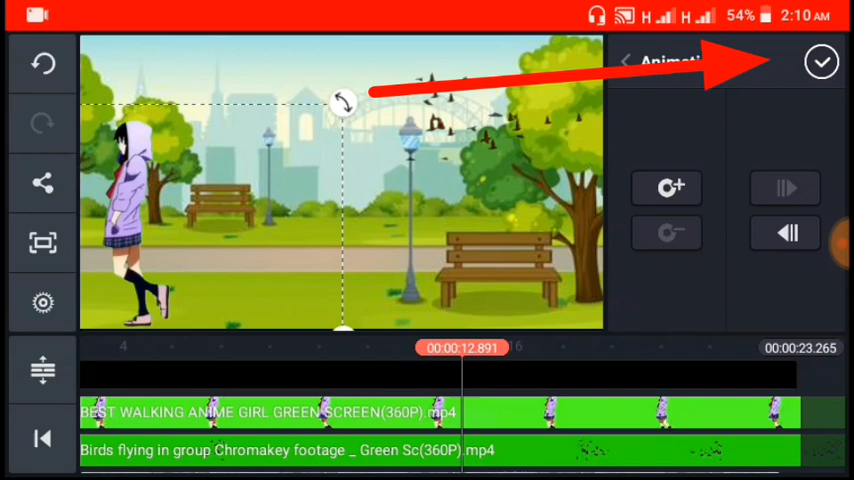 H H 54% 2:10 AM
Animati
4 00:00:12.891 16 00:00:23.265
BEST WALKING ANIME GIRL GREEN SCREEN(360P).mp4
Birds flying in group Chromakey footage _ Green Sc(360P).mp4